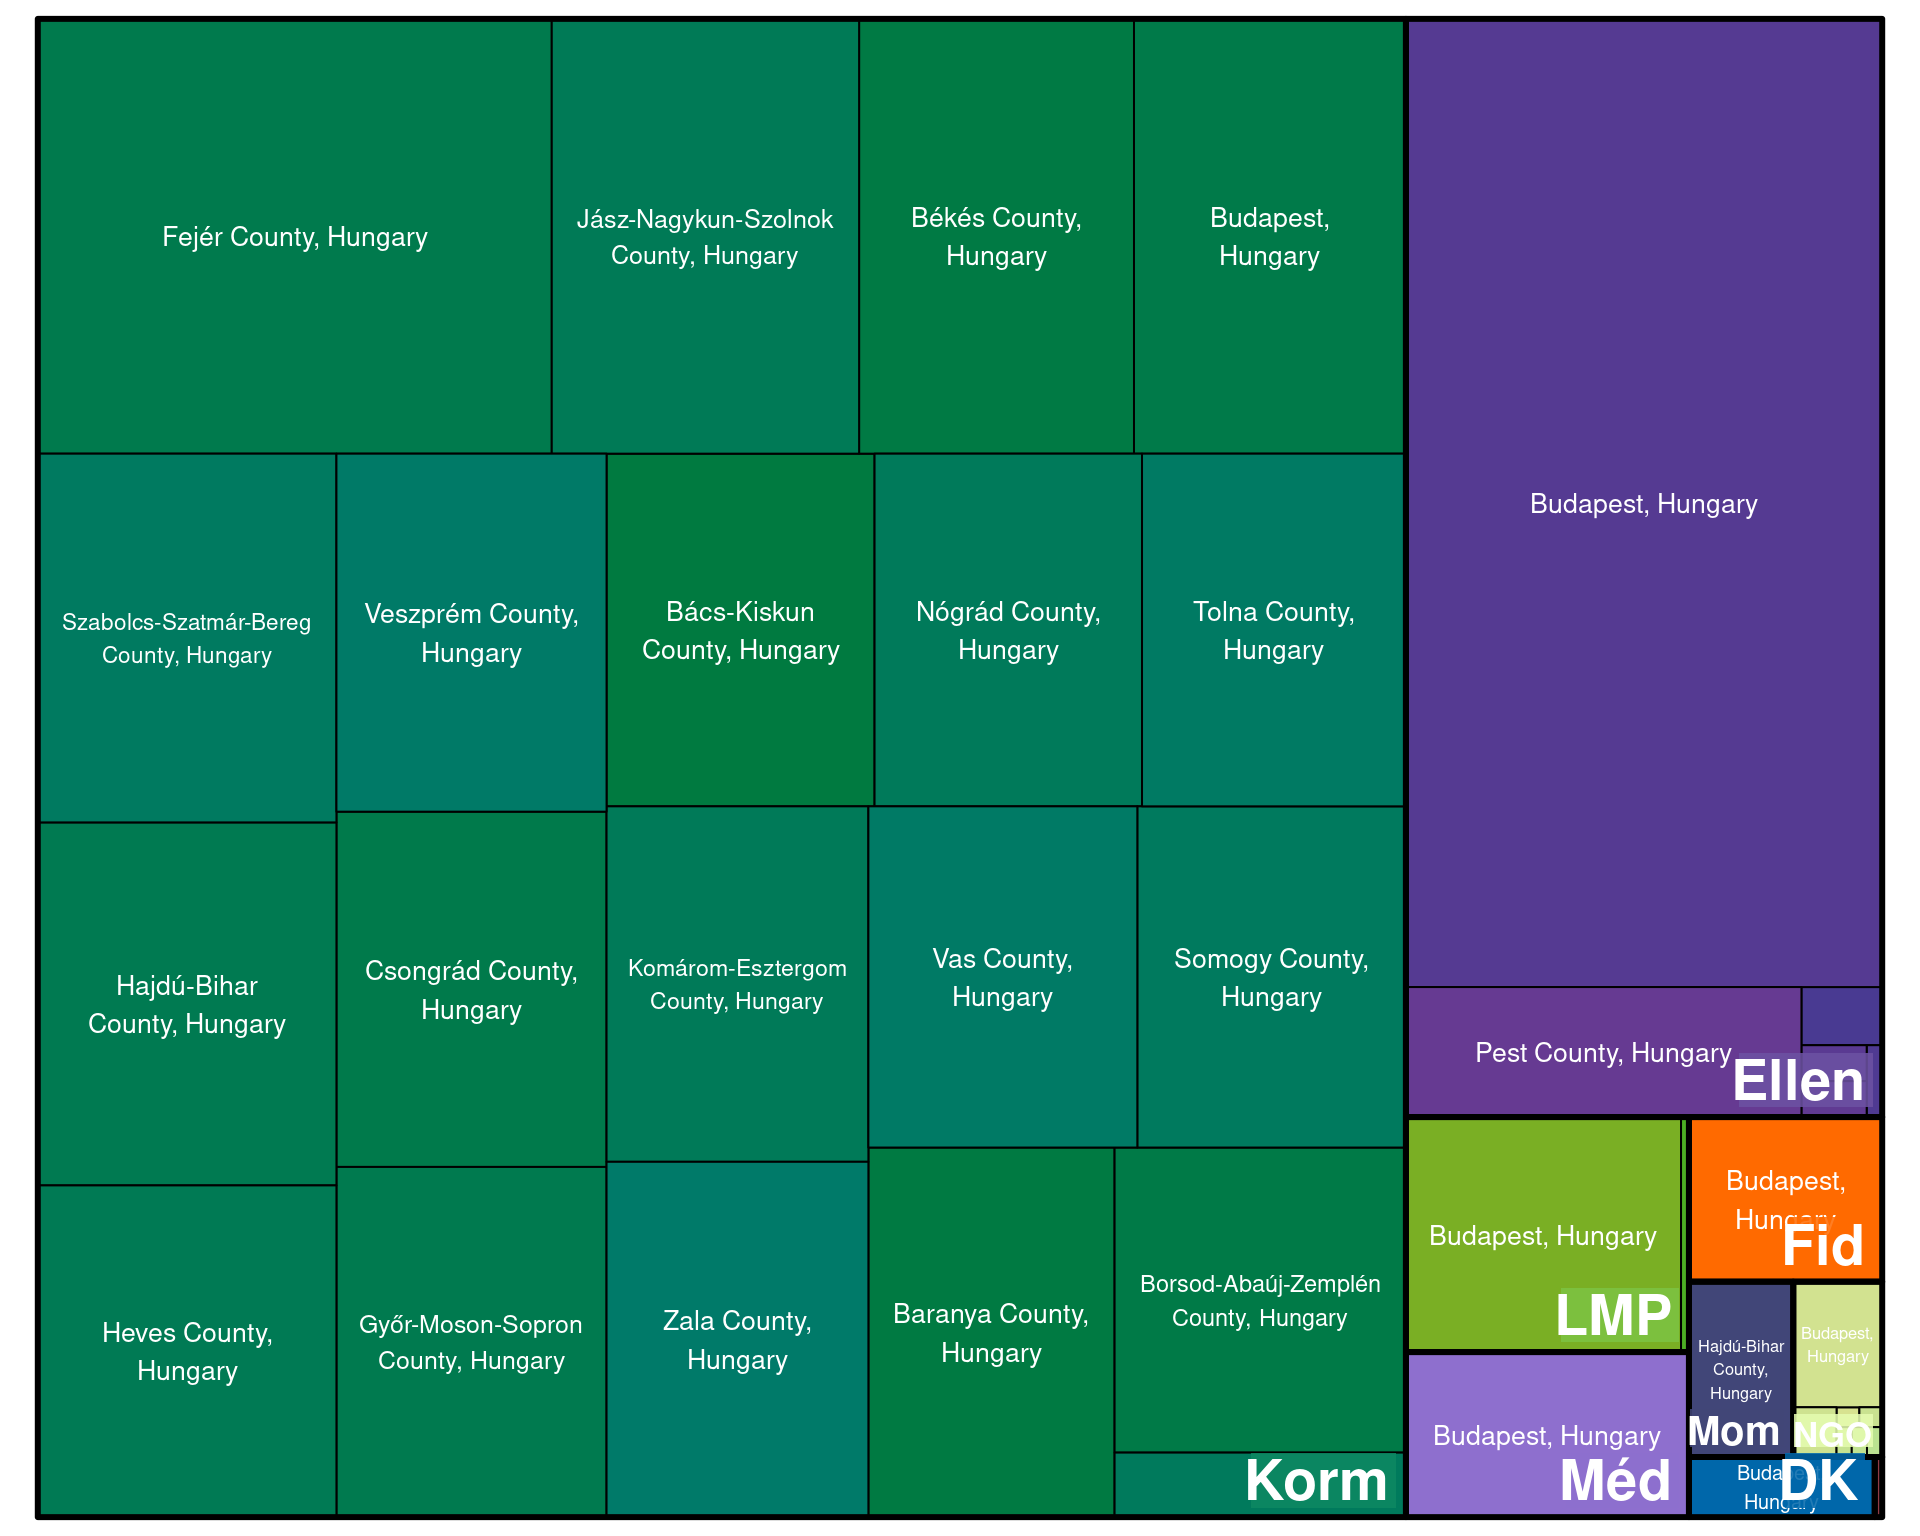 Fejér County, Hungary
Jász-Nagykun-Szolnok
County, Hungary
Békés County,
Hungary
Budapest,
Hungary
Szabolcs-Szatmár-Bereg
County, Hungary
Veszprém County,
Hungary
Bács-Kiskun
County, Hungary
Nógrád County,
Hungary
Tolna County,
Hungary
Hajdú-Bihar
County, Hungary
Csongrád County,
Hungary
Komárom-Esztergom
County, Hungary
Vas County,
Hungary
Somogy County,
Hungary
Heves County,
Hungary
Győr-Moson-Sopron
County, Hungary
Zala County,
Hungary
Baranya County,
Hungary
Borsod-Abaúj-Zemplén
County, Hungary
Korm
Budapest, Hungary
Pest County, Hungary
Ellen
Budapest, Hungary
LMP
Budapest, Hungary
Méd
Budapest,
Hungary
Fid
Hajdú-Bihar
County,
Hungary
Mom
Budapest,
Hungary
NGO
Budapest,
Hungary
DK